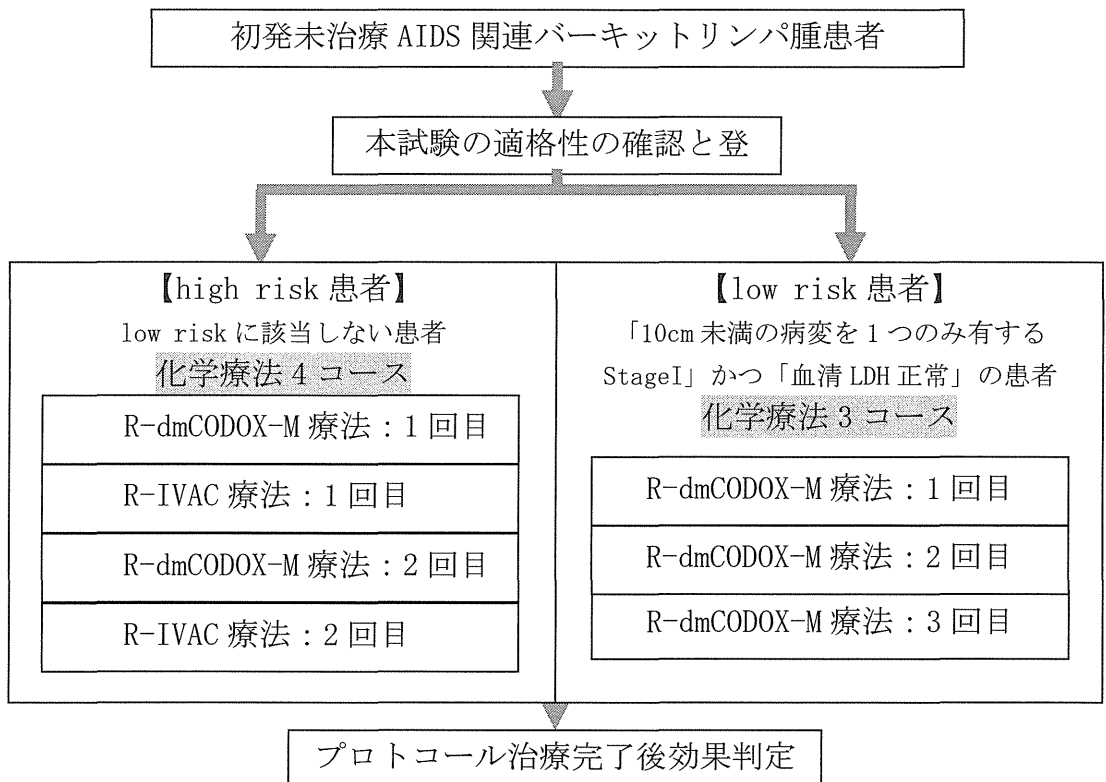 初発未治療 AIDS 関連バーキットリンパ腫患者
本試験の適格性の確認と登
【high risk 患者】
low risk に該当しない患者
化学療法 4 コース
R-dmCODOX-M 療法：1 回目
R-IVAC 療法：1 回目
R-dmCODOX-M 療法：2 回目
R-IVAC 療法：2 回目
【low risk 患者】
「10cm 未満の病変を 1 つのみ有する
StageI」かつ「血清 LDH 正常」の患者
化学療法 3 コース
R-dmCODOX-M 療法：1 回目
R-dmCODOX-M 療法：2 回目
R-dmCODOX-M 療法：3 回目
プロトコール治療完了後効果判定